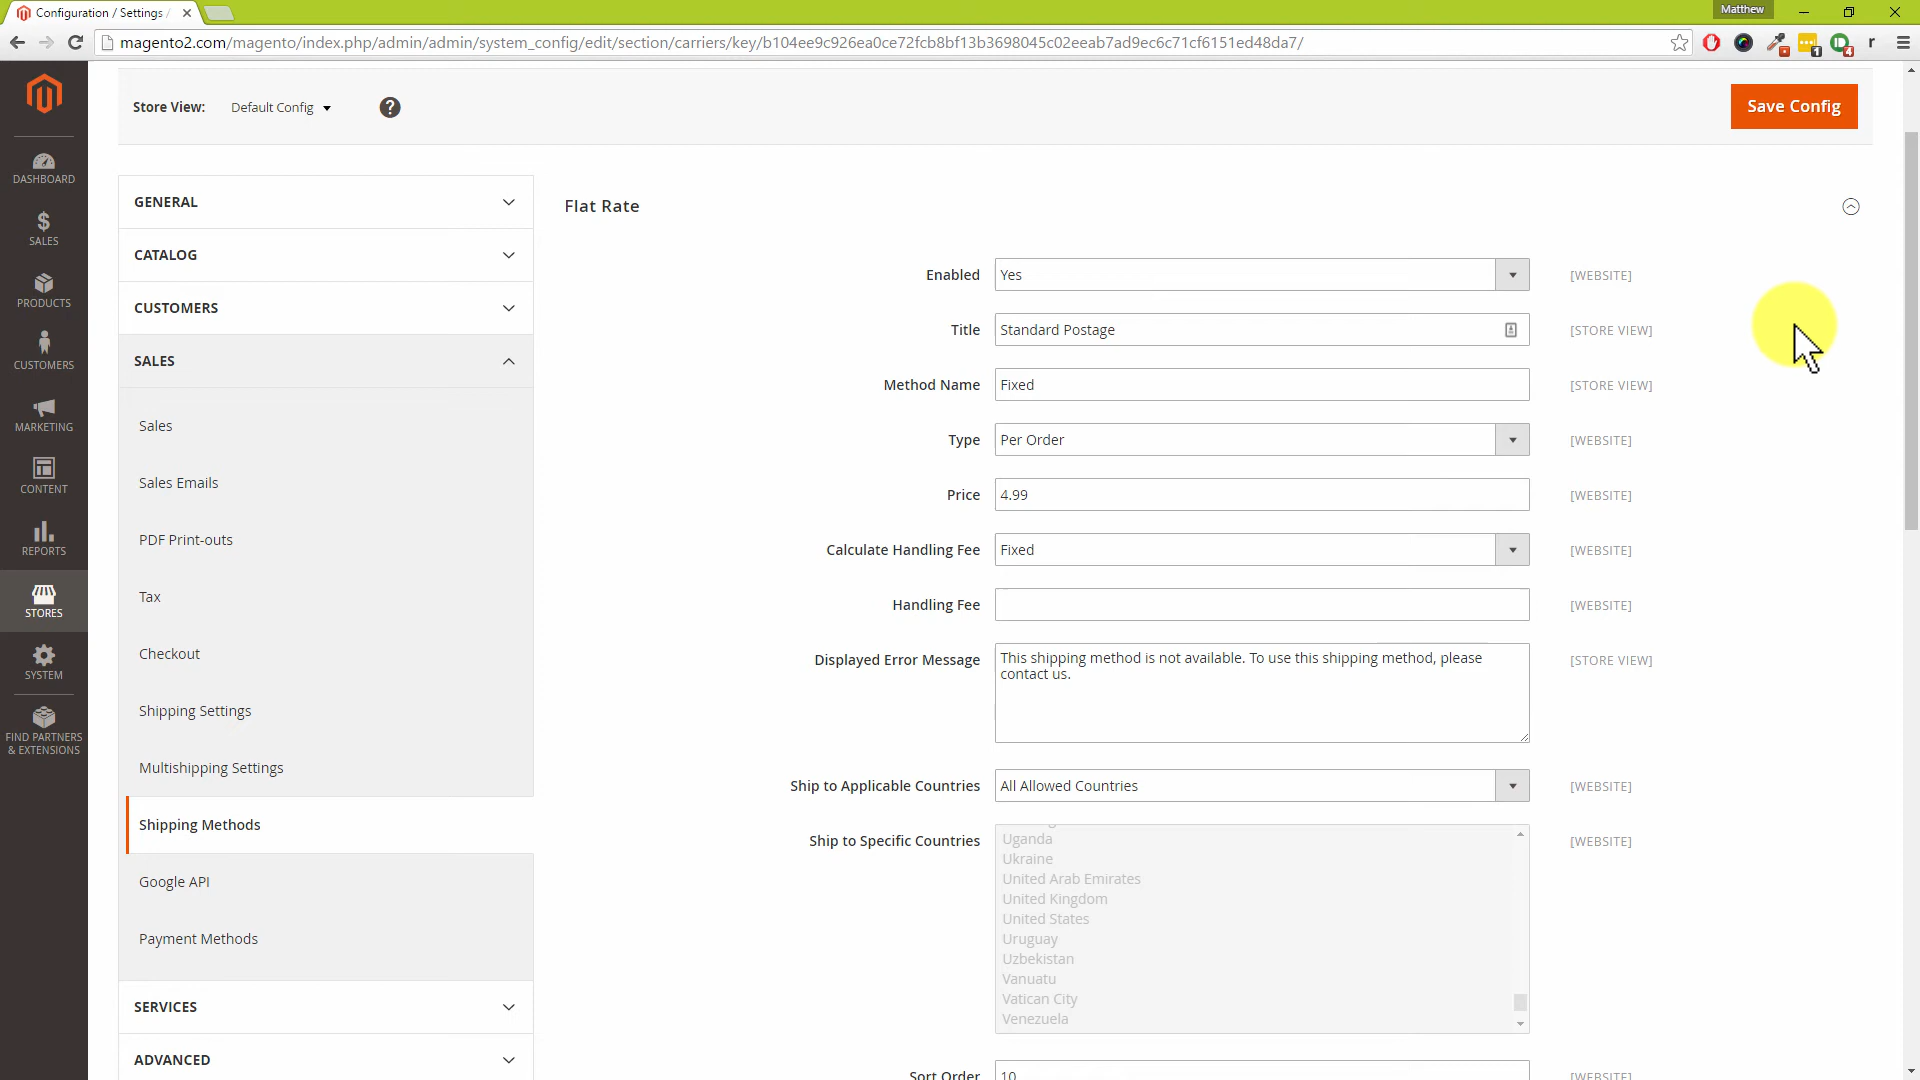 Configuration / Settings /
Matthew
magento2.com/magento/index.php/admin/admin/system_config/edit/section/carriers/key/b104ee9c926ea0ce72fcb8bf13b3698045c02eeab7ad9ec6c71cf6151ed48da7/
1
4
r
Store View: Default Config
?
Save Config
DASHBOARD
SALES
PRODUCTS
CUSTOMERS
MARKETING
CONTENT
REPORTS
STORES
SYSTEM
FIND PARTNERS
& EXTENSIONS
GENERAL
CATALOG
CUSTOMERS
SALES
Sales
Sales Emails
PDF Print-outs
Tax
Checkout
Shipping Settings
Multishipping Settings
Shipping Methods
Google API
Payment Methods
SERVICES
ADVANCED
Flat Rate
Enabled Yes [WEBSITE]
Title Standard Postage [STORE VIEW]
Method Name Fixed [STORE VIEW]
Type Per Order [WEBSITE]
Price 4.99 [WEBSITE]
Calculate Handling Fee Fixed [WEBSITE]
Handling Fee [WEBSITE]
Displayed Error Message This shipping method is not available. To use this shipping method, please [STORE VIEW]
contact us.
Ship to Applicable Countries All Allowed Countries [WEBSITE]
Ship to Specific Countries Uganda [WEBSITE]
Ukraine
United Arab Emirates
United Kingdom
United States
Uruguay
Uzbekistan
Vanuatu
Vatican City
Venezuela
Sort Order 10 [WEBSITE]